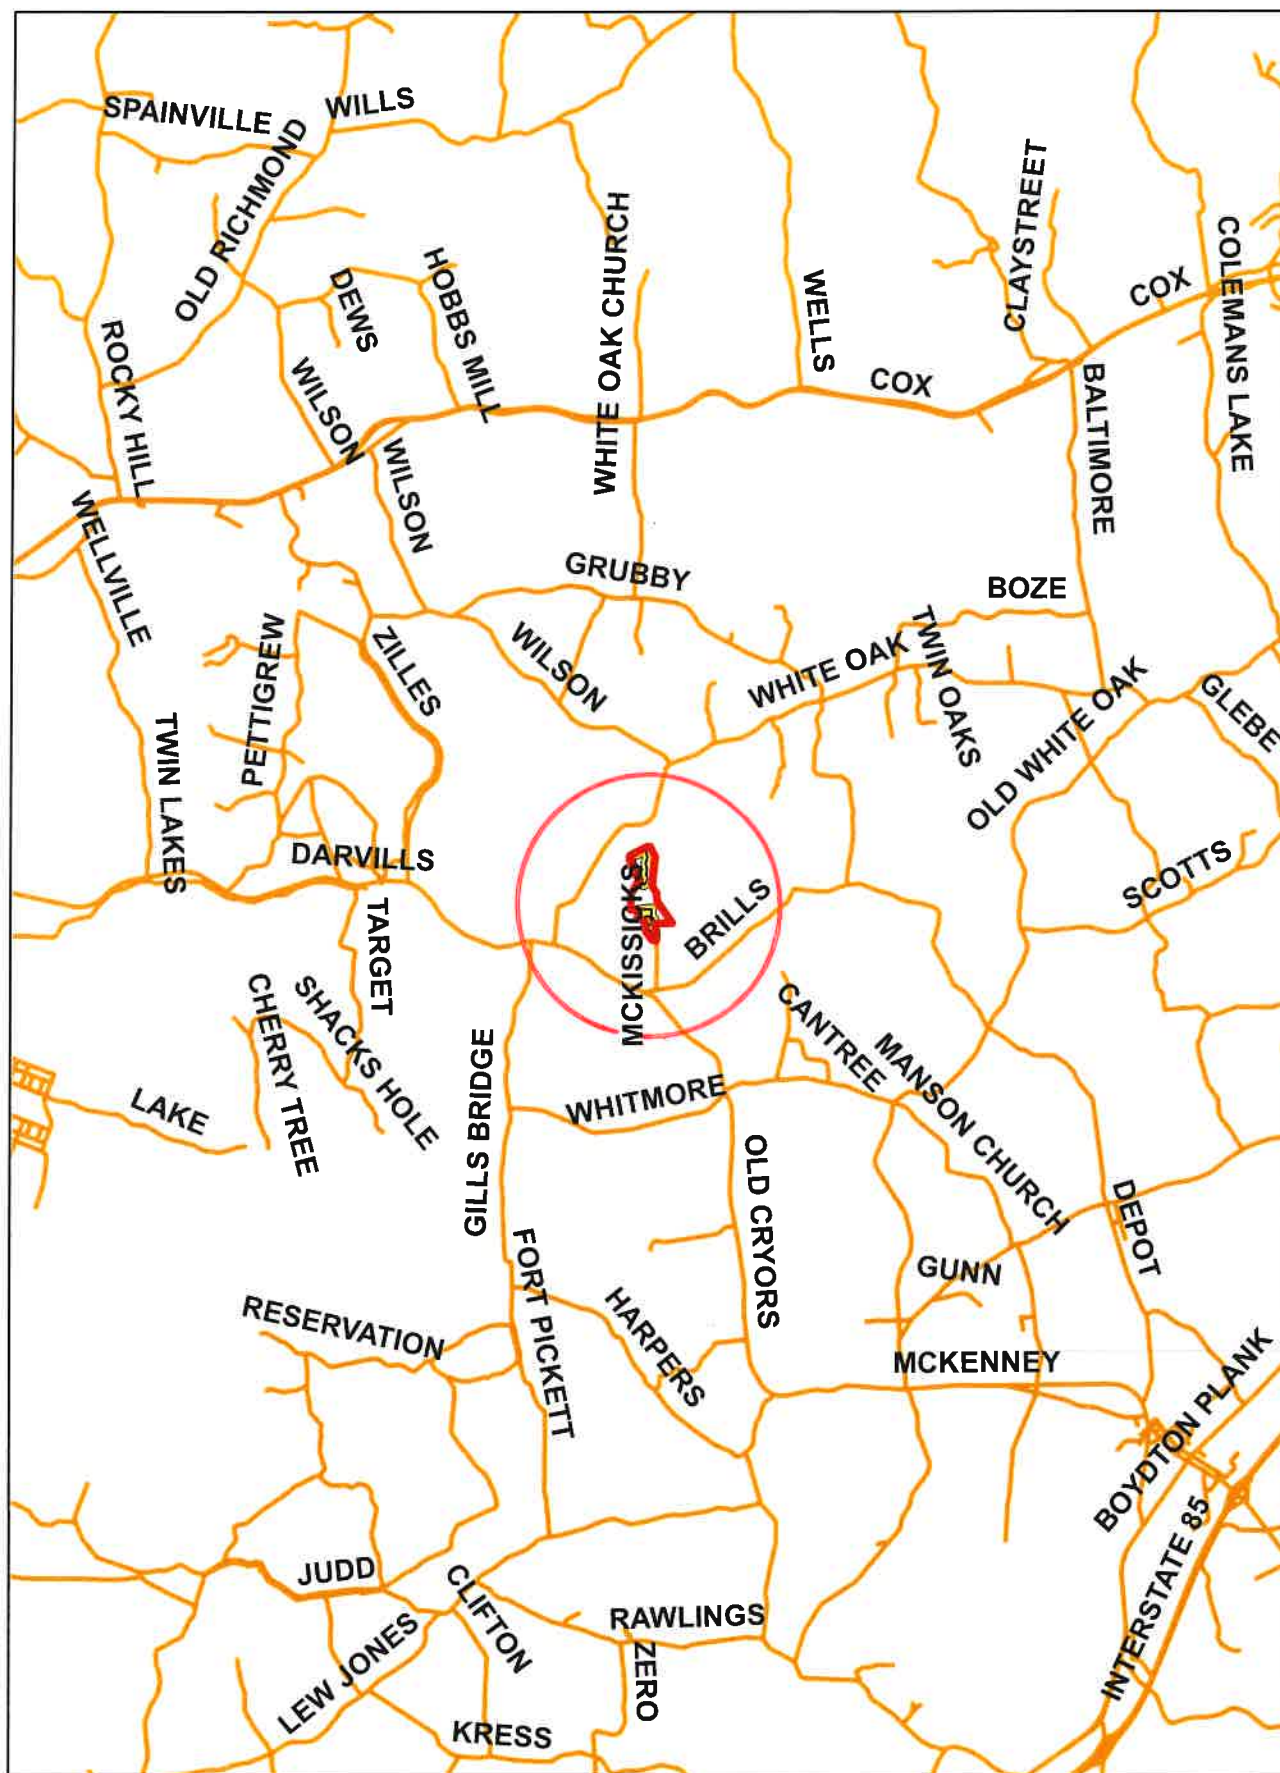 SPAINVILLE
WILLS
OLD RICHMOND
WHITE OAK CHURCH
CLAYSTREET
COLEMANS LAKE
DEWS
HOBBS MILL
WELLS
COX
COX
ROCKY HILL
WILSON
WILSON
BALTIMORE
WELLVILLE
GRUBBY
BOZE
PETTIGREW
ZILLES
WILSON
WHITE OAK
TWIN OAKS
OLD WHITE OAK
GLEBE
TWIN LAKES
DARVILLS
MCKISSICKS
BRILLS
SCOTTS
TARGET
CHERRY TREE
SHACKS HOLE
CANTREE
MANSON CHURCH
LAKE
GILLS BRIDGE
WHITMORE
OLD CRYORS
DEPOT
FORT PICKETT
GUNN
RESERVATION
HARPERS
MCKENNEY
BOYDTON PLANK
INTERSTATE 85
JUDD
CLIFTON
RAWLINGS
LEW JONES
ZERO
KRESS